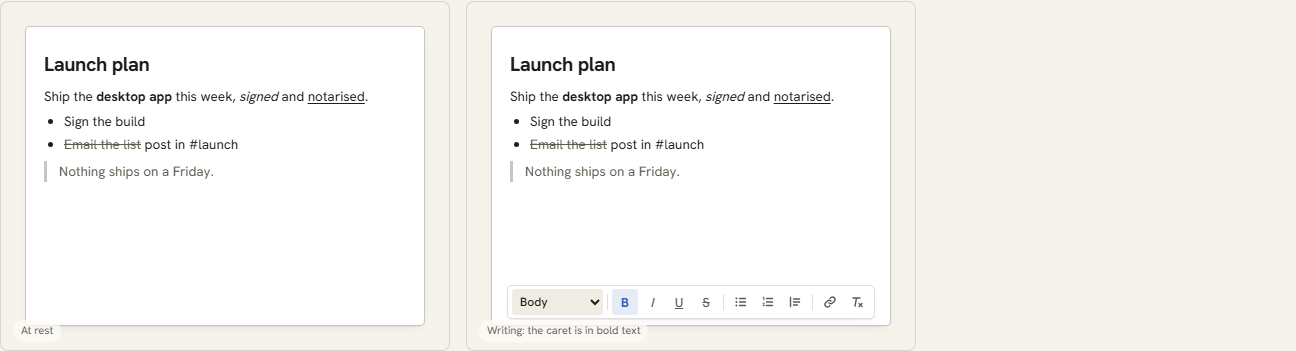 Launch plan
Ship the desktop app this week, signed and notarised.
Sign the build
Email the list post in #launch
Nothing ships on a Friday.
At rest
Launch plan
Ship the desktop app this week, signed and notarised.
Sign the build
Email the list post in #launch
Nothing ships on a Friday.
Body B I U S
Writing: the caret is in bold text